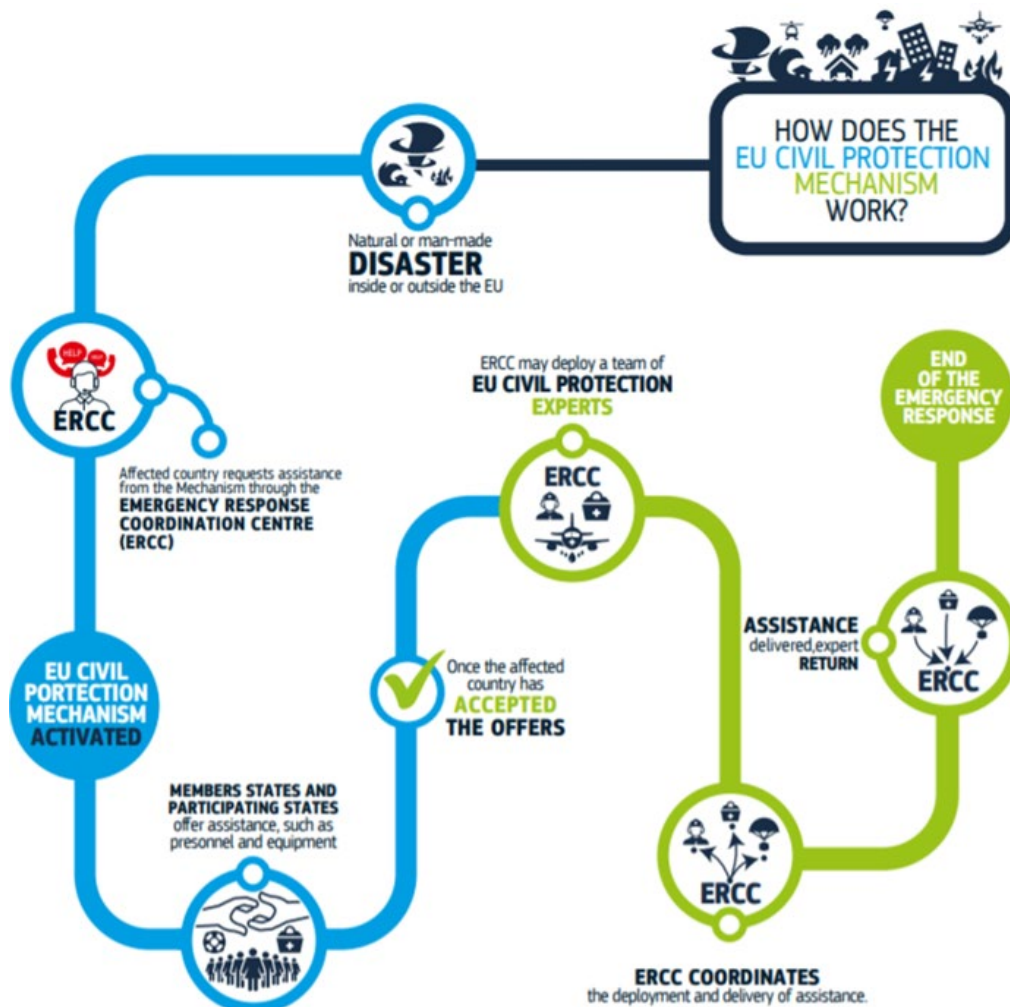 HOW DOES THE
EU CIVIL PROTECTION
MECHANISM
WORK?
Natural or man-made
DISASTER
inside or outside the EU
HELP
HELP
ERCC
Affected country requests assistance
from the Mechanism through the
EMERGENCY RESPONSE
COORDINATION CENTRE
(ERCC)
EU CIVIL
PORTECTION
MECHANISM
ACTIVATED
MEMBERS STATES AND
PARTICIPATING STATES
offer assistance, such as
presonnel and equipment
Once the affected
country has
ACCEPTED
THE OFFERS
ERCC may deploy a team of
EU CIVIL PROTECTION
EXPERTS
ERCC
ERCC
ERCC COORDINATES
the deployment and delivery of assistance.
ASSISTANCE
delivered,expert
RETURN
ERCC
END
OF THE
EMERGENCY
RESPONSE